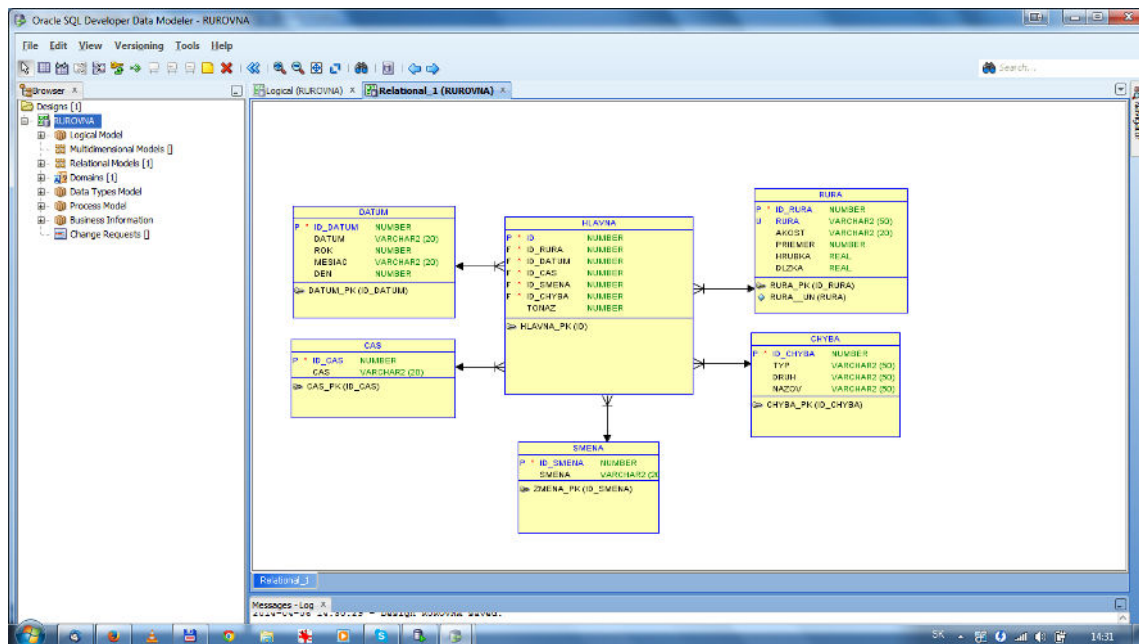 Oracle SQL Developer Data Modeler - RUROVNA
File Edit View Versioning Tools Help
Search...
Browser
Logical (RUROVNA)
Relational_1 (RUROVNA)
Designs [1]
RUROVNA
Logical Model
Multidimensional Models []
Relational Models [1]
Domains [1]
Data Types Model
Process Model
Business Information
Change Requests []
DATUM
P * ID_DATUM NUMBER
DATUM VARCHAR2 (20)
ROK NUMBER
MESIAC VARCHAR2 (20)
DEN NUMBER
DATUM_PK (ID_DATUM)
CAS
P * ID_CAS NUMBER
CAS VARCHAR2 (20)
CAS_PK (ID_CAS)
HLAVNA
P * ID NUMBER
F * ID_RURA NUMBER
F * ID_DATUM NUMBER
F * ID_CAS NUMBER
F * ID_SMENA NUMBER
F * ID_CHYBA NUMBER
TONAZ NUMBER
HLAVNA_PK (ID)
SMENA
P * ID_SMENA NUMBER
SMENA VARCHAR2 (20
ZMENA_PK (ID_SMENA)
RURA
P * ID_RURA NUMBER
U RURA VARCHAR2 (50)
AKOST VARCHAR2 (20)
PRIEMER NUMBER
HRUBKA REAL
DLZKA REAL
RURA_PK (ID_RURA)
RURA__UN (RURA)
CHYBA
P * ID_CHYBA NUMBER
TYP VARCHAR2 (50)
DRUH VARCHAR2 (50)
NAZOV VARCHAR2 (50)
CHYBA_PK (ID_CHYBA)
Relational_1
Messages - Log
SK
14:31